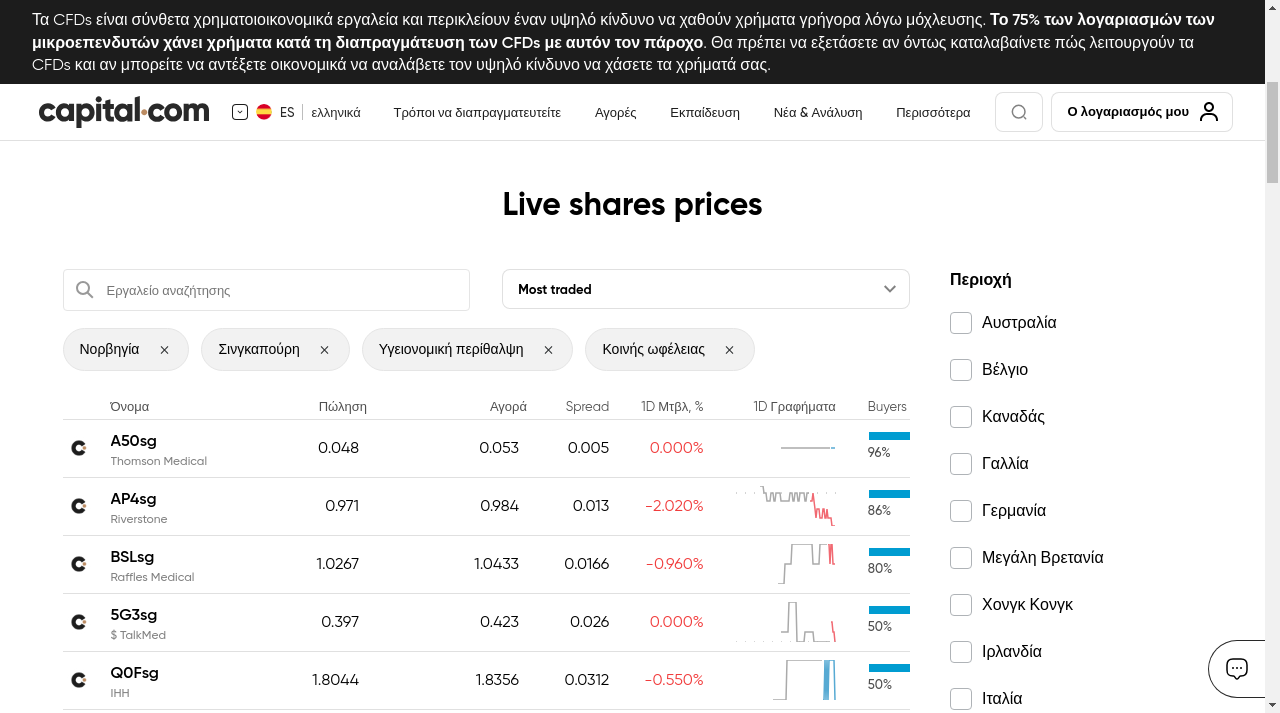 Τα CFDs είναι σύνθετα χρηματοιοικονομικά εργαλεία και περικλείουν έναν υψηλό κίνδυνο να χαθούν χρήματα γρήγορα λόγω μόχλευσης. Το 75% των λογαριασμών των
μικροεπενδυτών χάνει χρήματα κατά τη διαπραγμάτευση των CFDs με αυτόν τον πάροχο. Θα πρέπει να εξετάσετε αν όντως καταλαβαίνετε πώς λειτουργούν τα
CFDs και αν μπορείτε να αντέξετε οικονομικά να αναλάβετε τον υψηλό κίνδυνο να χάσετε τα χρήματά σας.
capital.com ES ελληνικά Τρόποι να διαπραγματευτείτε Αγορές Εκπαίδευση Νέα & Ανάλυση Περισσότερα Ο λογαριασμός μου
Live shares prices
Εργαλείο αναζήτησης
Most traded
Νορβηγία Σινγκαπούρη Υγειονομική περίθαλψη Κοινής ωφέλειας
Όνομα Πώληση Αγορά Spread 1D Μτβλ, % 1D Γραφήματα Buyers
A50sg 0.048 0.053 0.005 0.000% 96%
Thomson Medical
AP4sg 0.971 0.984 0.013 -2.020% 86%
Riverstone
BSLsg 1.0267 1.0433 0.0166 -0.960% 80%
Raffles Medical
5G3sg 0.397 0.423 0.026 0.000% 50%
$ TalkMed
Q0Fsg 1.8044 1.8356 0.0312 -0.550% 50%
IHH
Περιοχή
Αυστραλία
Βέλγιο
Καναδάς
Γαλλία
Γερμανία
Μεγάλη Βρετανία
Χονγκ Κονγκ
Ιρλανδία
Ιταλία